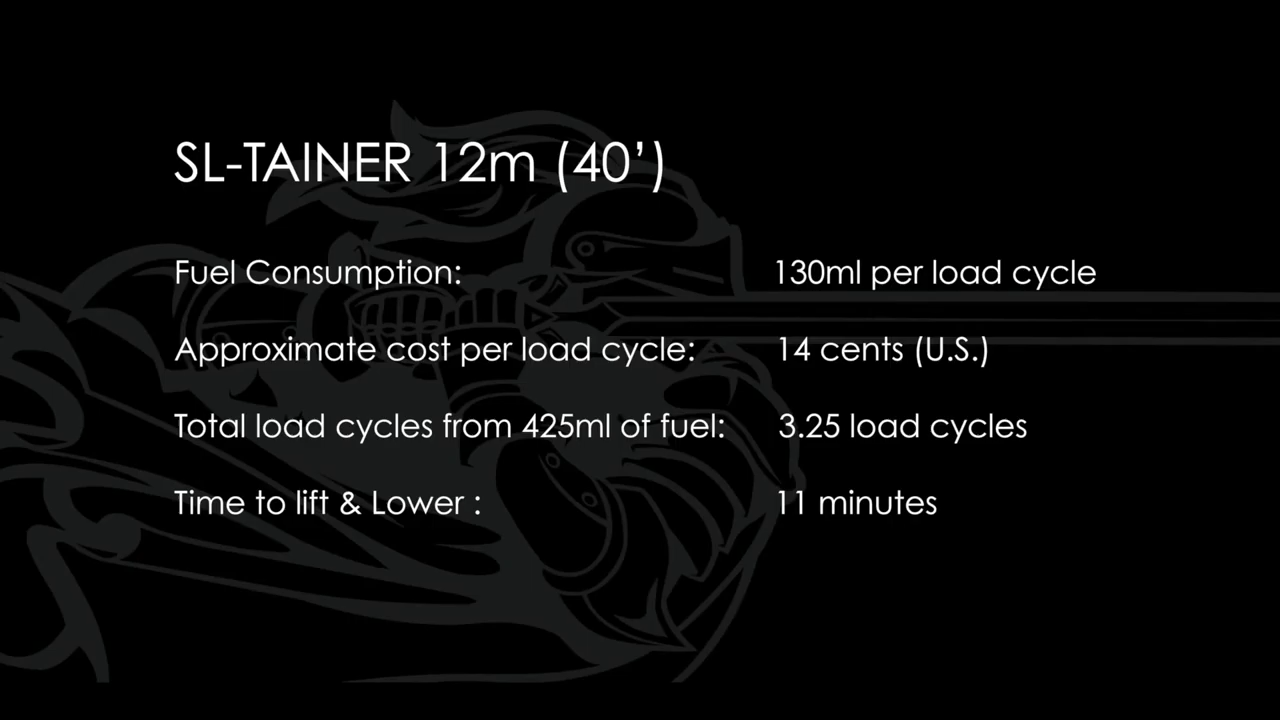 SL-TAINER 12m (40’)
Fuel Consumption: 130ml per load cycle
Approximate cost per load cycle: 14 cents (U.S.)
Total load cycles from 425ml of fuel: 3.25 load cycles
Time to lift & Lower : 11 minutes